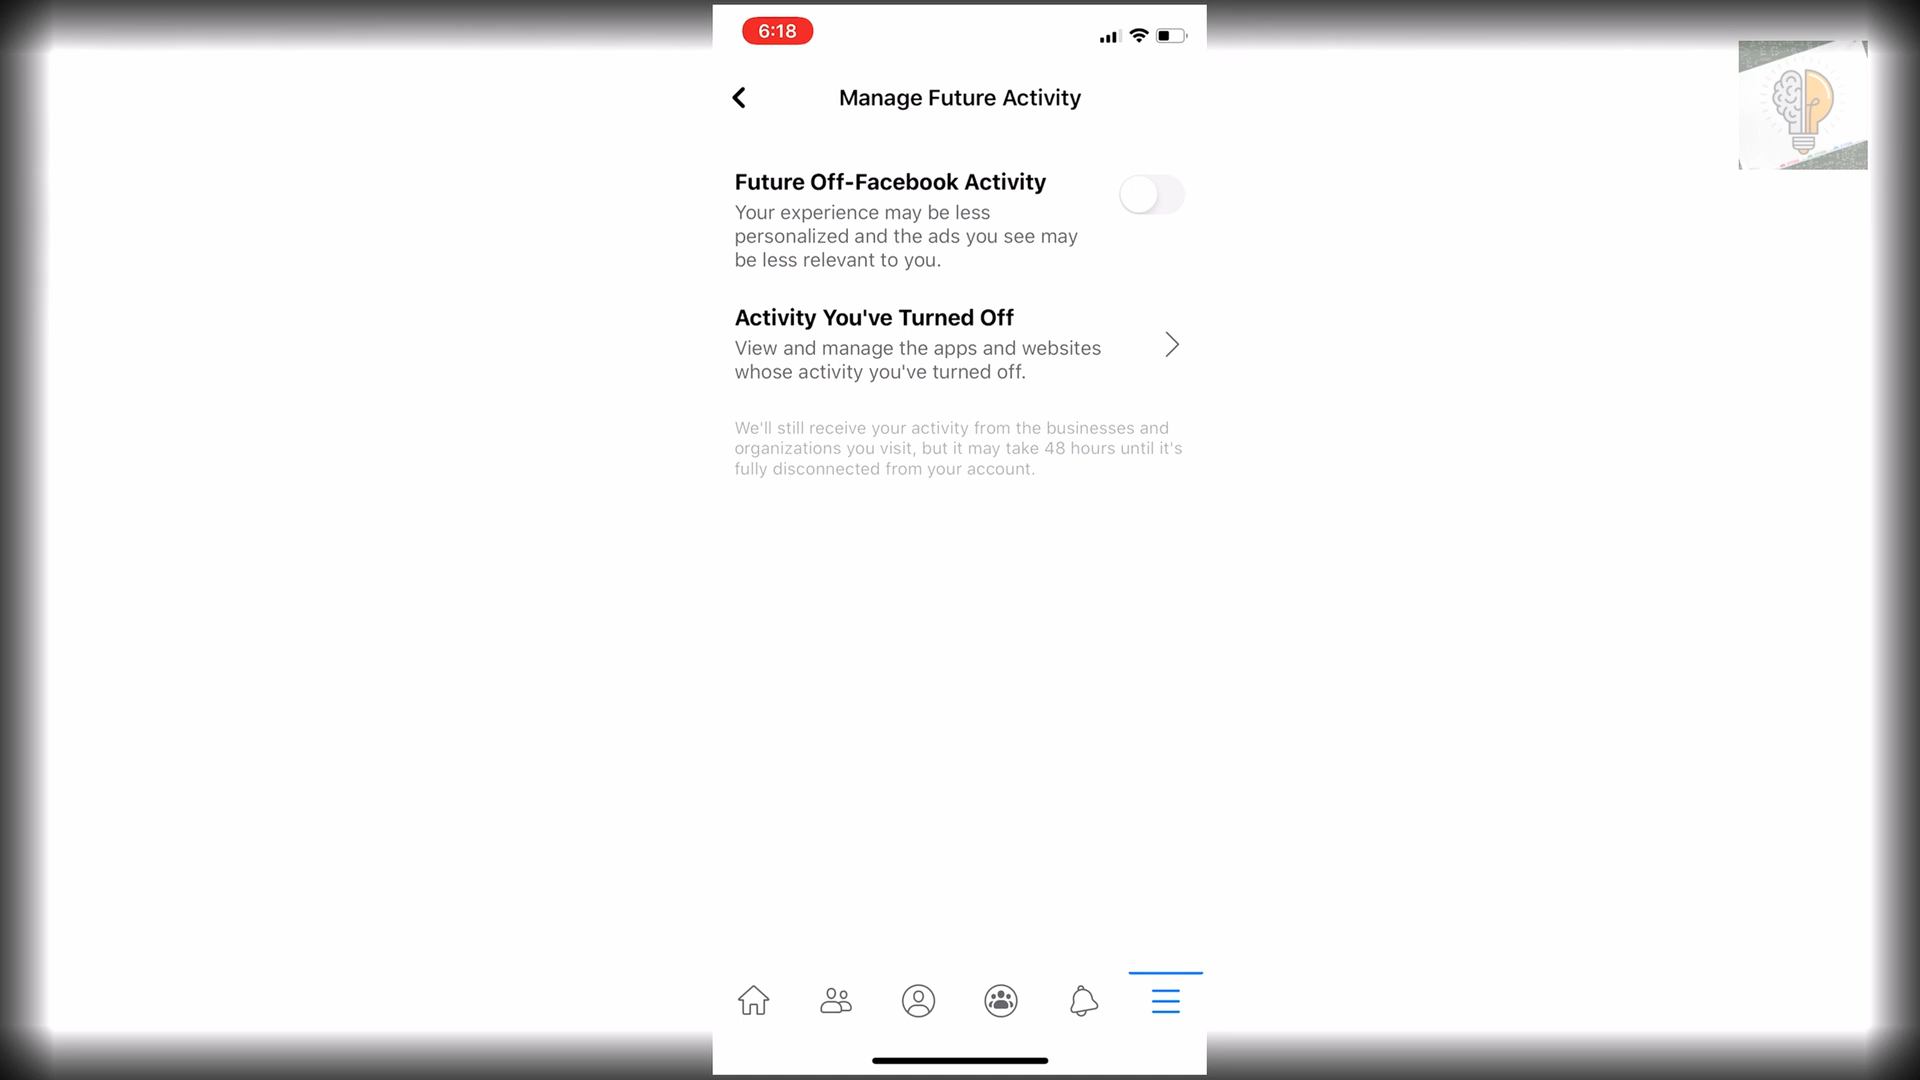 6:18
Manage Future Activity
Future Off-Facebook Activity
Your experience may be less
personalized and the ads you see may
be less relevant to you.
Activity You've Turned Off
View and manage the apps and websites
whose activity you've turned off.
We'll still receive your activity from the businesses and
organizations you visit, but it may take 48 hours until it's
fully disconnected from your account.